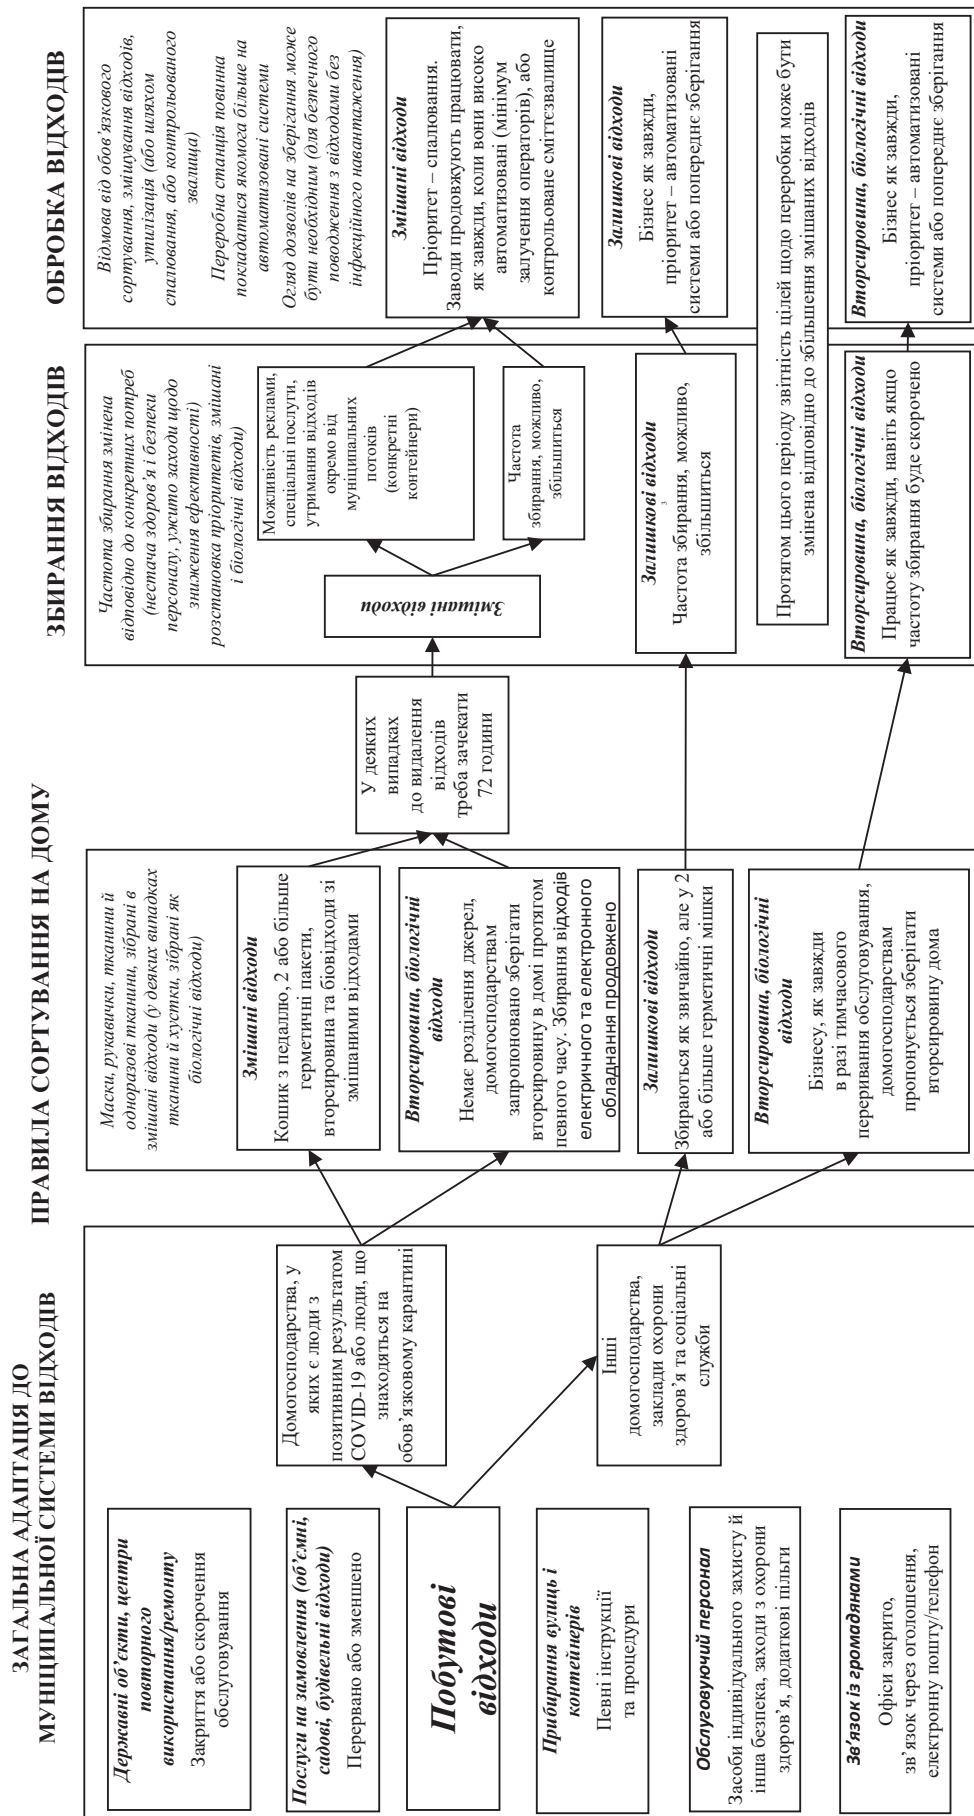 ЗАГАЛЬНА АДАПТАЦІЯ ДО
МУНІЦИПАЛЬНОЇ СИСТЕМИ ВІДХОДІВ
Державні об’єкти, центри
повторного
використання/ремонту
Закриття або скорочення
обслуговування
Послуги на замовлення (об’ємні,
садові, будівельні відходи)
Перервано або зменшено
Побутові
відходи
Прибирання вулиць і
контейнерів
Певні інструкції
та процедури
Обслуговуючий персонал
Засоби індивідуального захисту й
інша безпека, заходи з охорони
здоров’я, додаткові пільги
Зв’язок із громадянами
Офіси закрито,
зв’язок через оголошення,
електронну пошту/телефон
Домогосподарства, у
яких є люди з
позитивним результатом
COVID-19 або люди, що
знаходяться на
обов’язковому карантині
Інші
домогосподарства,
заклади охорони
здоров’я та соціальні
служби
ПРАВИЛА СОРТУВАННЯ НА ДОМУ
Маски, рукавички, тканини й
одноразові тканини, зібрані в
змішані відходи (у деяких випадках
тканини й хустки, зібрані як
біологічні відходи)
Змішані відходи
Кошик з педаллю, 2 або більше
герметичні пакети,
вторсировина та біовідходи зі
змішаними відходами
Вторсировина, біологічні
відходи
Немає розділення джерел,
домогосподарствам
запропоновано зберігати
вторсировину в домі протягом
певного часу. Збирання відходів
електричного та електронного
обладнання продовжено
Залишкові відходи
Збираються як звичайно, але у 2
або більше герметичні мішки
Вторсировина, біологічні
відходи
Бізнесу, як завжди
в разі тимчасового
переривання обслуговування,
домогосподарствам
пропонується зберігати
вторсировину дома
У деяких
випадках
до видалення
відходів
треба зачекати
72 години
ЗБИРАННЯ ВІДХОДІВ
Частота збирання змінена
відповідно до конкретних потреб
(нестача здоров’я і безпеки
персоналу, ужито заходи щодо
зниження ефективності)
розстановка пріоритетів, змішані
і біологічні відходи)
Змішані відходи
Можливість реклами,
спеціальні послуги,
утримання відходів
окремо від
муніципальних
потоків
(конкретні
контейнери)
Частота
збирання, можливо,
збільшиться
Залишкові відходи
Частота збирання, можливо,
збільшиться
Вторсировина, біологічні відходи
Працює як завжди, навіть якщо
частоту збирання буде скорочено
Протягом цього періоду звітність цілей щодо переробки може бути
змінена відповідно до збільшення змішаних відходів
ОБРОБКА ВІДХОДІВ
Відмова від обов’язкового
сортування, змішування відходів,
утилізація (або шляхом
спалювання, або контрольованого
звалища)
Переробна станція повинна
покладатися якомога більше на
автоматизовані системи
Огляд дозволів на зберігання може
бути необхідним (для безпечного
поводження з відходами без
інфекційного навантаження)
Змішані відходи
Пріоритет – спалювання.
Заводи продовжують працювати,
як завжди, коли вони високо
автоматизовані (мінімум
залучення операторів), або
контрольоване сміттєзвалище
Залишкові відходи
Бізнес як завжди,
пріоритет – автоматизовані
системи або попереднє зберігання
Вторсировина, біологічні відходи
Бізнес як завжди,
пріоритет – автоматизовані
системи або попереднє зберігання